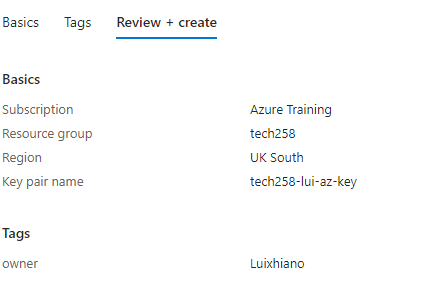 Basics Tags Review + create
Basics
Subscription Azure Training
Resource group tech258
Region UK South
Key pair name tech258-lui-az-key
Tags
owner Luixhiano